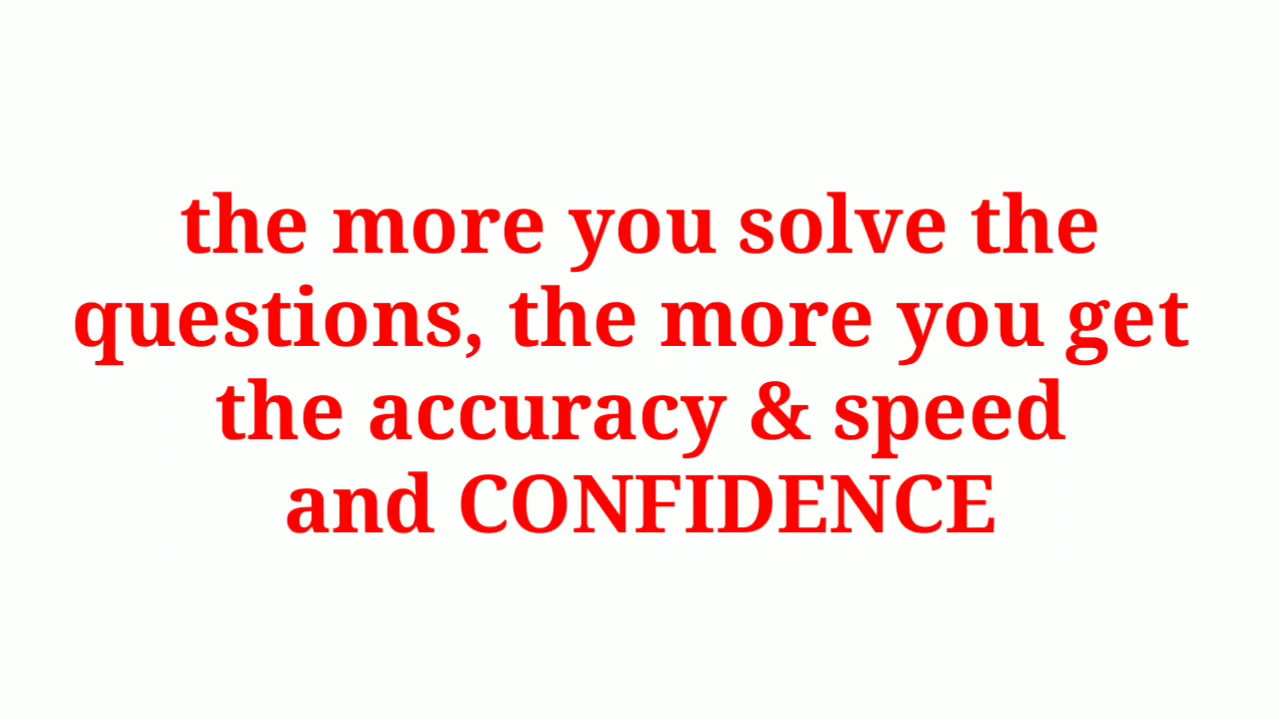 the more you solve the
questions, the more you get
the accuracy & speed
and CONFIDENCE